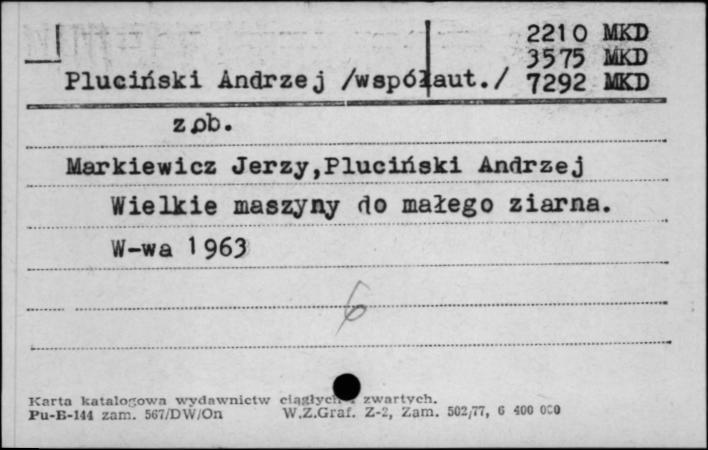 2210 MKD
3575 MKD
Pluciński Andrzej /współaut./ 7292 MKD
zob.
Markiewicz Jerzy,Pluciński Andrzej
Wielkie maszyny do małego ziarna.
W-wa 1963
6
Karta katalogowa wydawnictw ciągłych i zwartych.
Pu-B-144 zam. 567/DW/On W.Z.Graf. Z-2, Zam. 502/77, 6 400 000